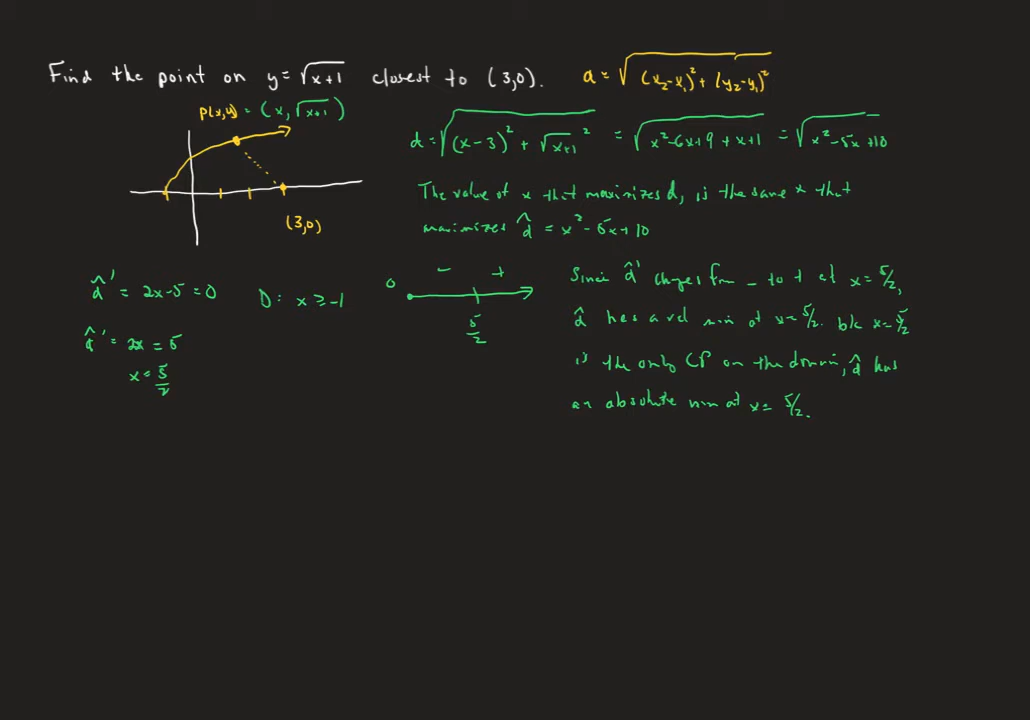 Find the point on y = √x+1 closest to (3,0). d = √(x₂-x₁)² + (y₂-y₁)²
P(x,y) = (x, √x+1)
(3,0)
d = √(x-3)² + √x+1² = √x²-6x+9+x+1 = √x²-5x+10
The value of x that maximizes d, is the same x that
maximizes d̂ = x²-5x+10
d̂' = 2x-5 = 0 D: x ≥ -1
d̂' = 2x = 5
x = 5/2
0 - +
5/2
Since d̂' changes from - to + at x = 5/2,
d̂ has a rel min at x = 5/2. b/c x = 5/2
is the only CP on the domain, d̂ has
an absolute min at x = 5/2.